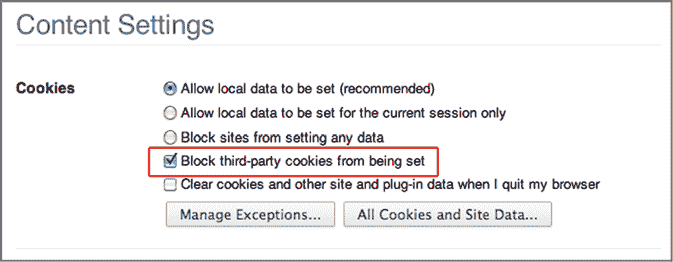 Content Settings
Cookies
Allow local data to be set (recommended)
Allow local data to be set for the current session only
Block sites from setting any data
Block third-party cookies from being set
Clear cookies and other site and plug-in data when I quit my browser
Manage Exceptions... All Cookies and Site Data...